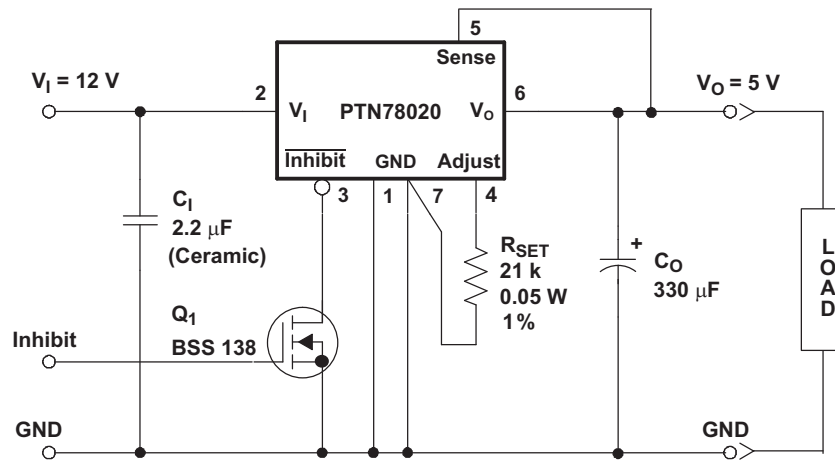 5
Sense
V_I = 12 V
2
V_I
PTN78020
V_O
6
V_O = 5 V
Inhibit
GND
Adjust
3
1
7
4
C_I
2.2 μF
(Ceramic)
R_SET
21 k
0.05 W
1%
+
C_O
330 μF
LOAD
Q_1
BSS 138
Inhibit
GND
GND